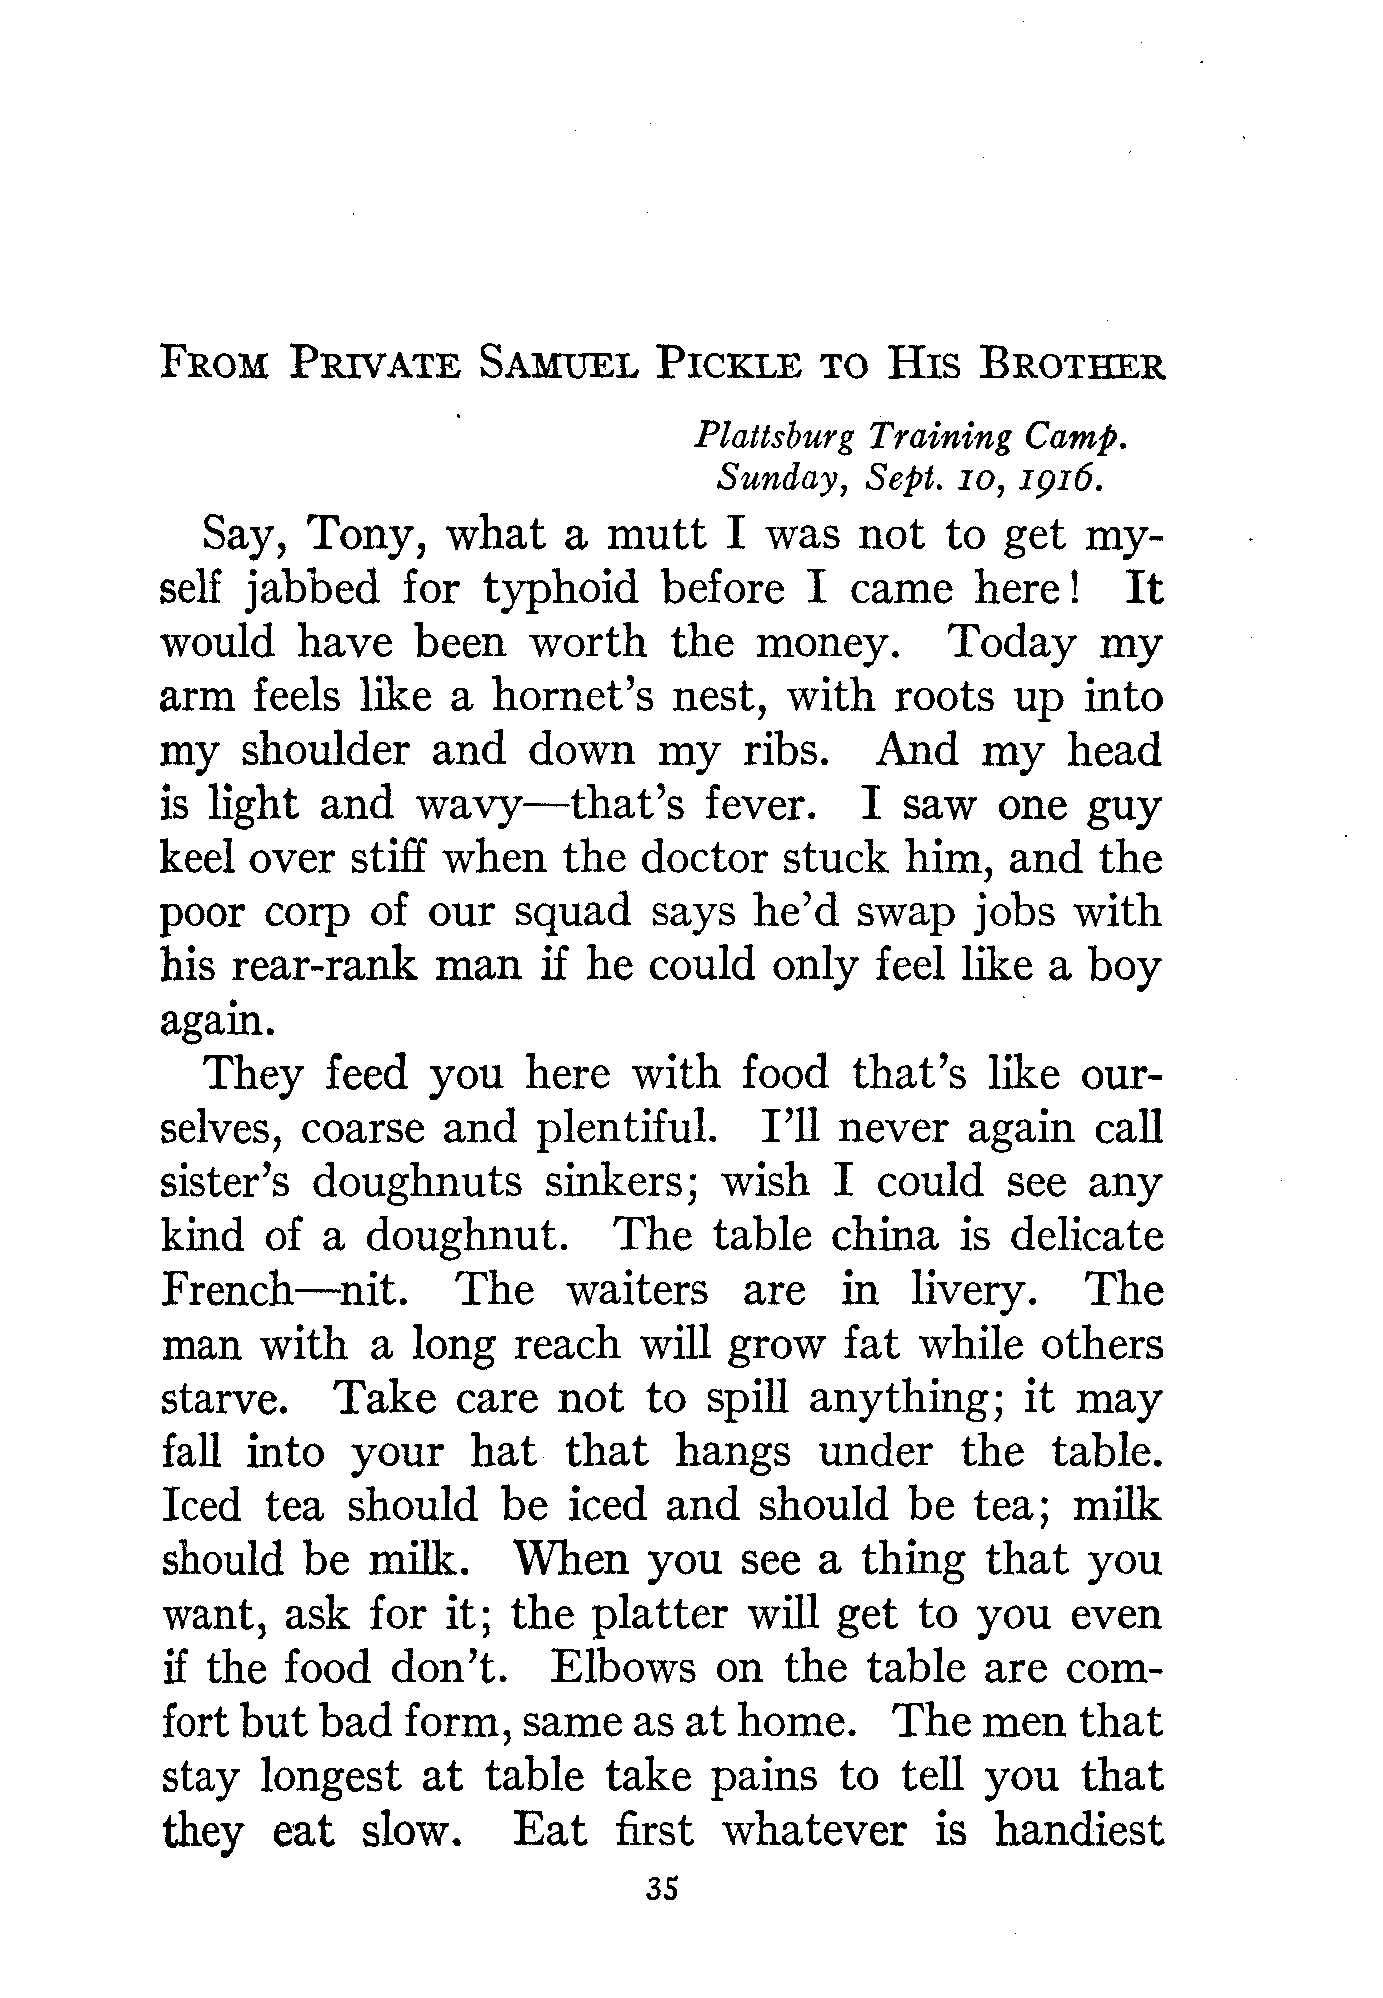 From Private Samuel Pickle to His Brother
Plattsburg Training Camp.
Sunday, Sept. 10, 1916.
Say, Tony, what a mutt I was not to get my-
self jabbed for typhoid before I came here! It
would have been worth the money. Today my
arm feels like a hornet's nest, with roots up into
my shoulder and down my ribs. And my head
is light and wavy—that's fever. I saw one guy
keel over stiff when the doctor stuck him, and the
poor corp of our squad says he'd swap jobs with
his rear-rank man if he could only feel like a boy
again.
They feed you here with food that's like our-
selves, coarse and plentiful. I'll never again call
sister's doughnuts sinkers; wish I could see any
kind of a doughnut. The table china is delicate
French—nit. The waiters are in livery. The
man with a long reach will grow fat while others
starve. Take care not to spill anything; it may
fall into your hat that hangs under the table.
Iced tea should be iced and should be tea; milk
should be milk. When you see a thing that you
want, ask for it; the platter will get to you even
if the food don't. Elbows on the table are com-
fort but bad form, same as at home. The men that
stay longest at table take pains to tell you that
they eat slow. Eat first whatever is handiest
35